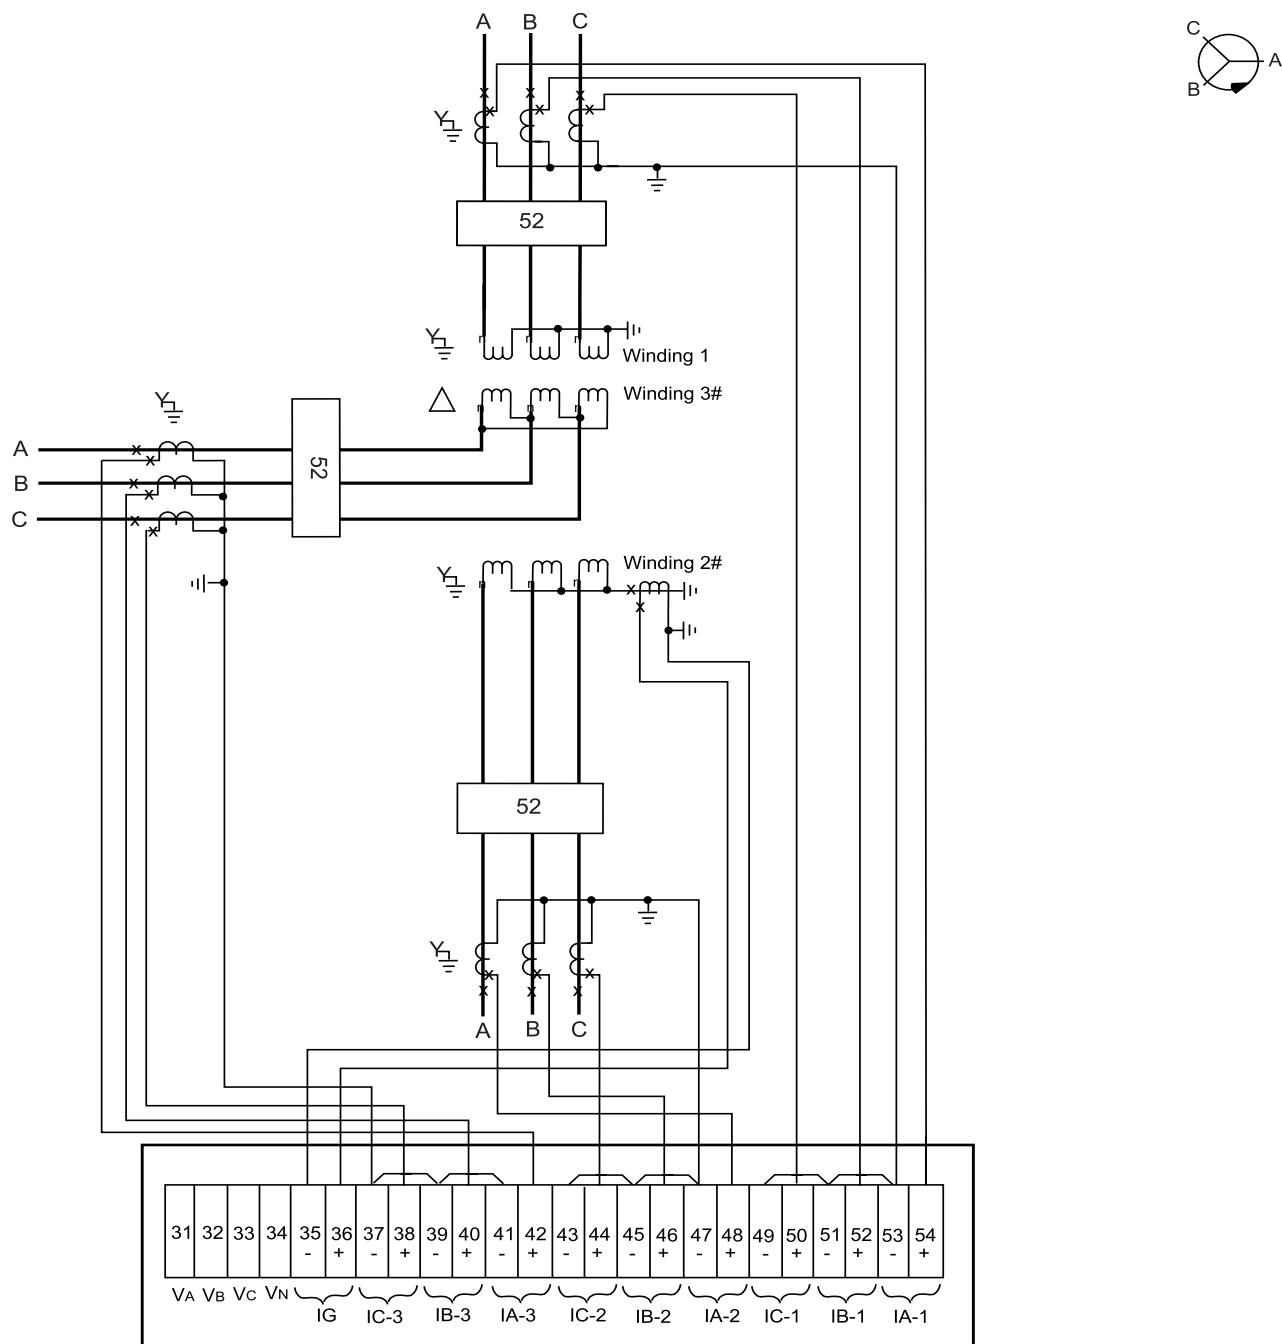 A B C
C
A
B
Y
52
Y
Winding 1
Winding 3#
Y
A
B
C
52
Winding 2#
Y
52
Y
A B C
31 32 33 34 35 36 37 38 39 40 41 42 43 44 45 46 47 48 49 50 51 52 53 54
- + - + - + - + - + - + - + - + - + - +
VA VB VC VN IG IC-3 IB-3 IA-3 IC-2 IB-2 IA-2 IC-1 IB-1 IA-1